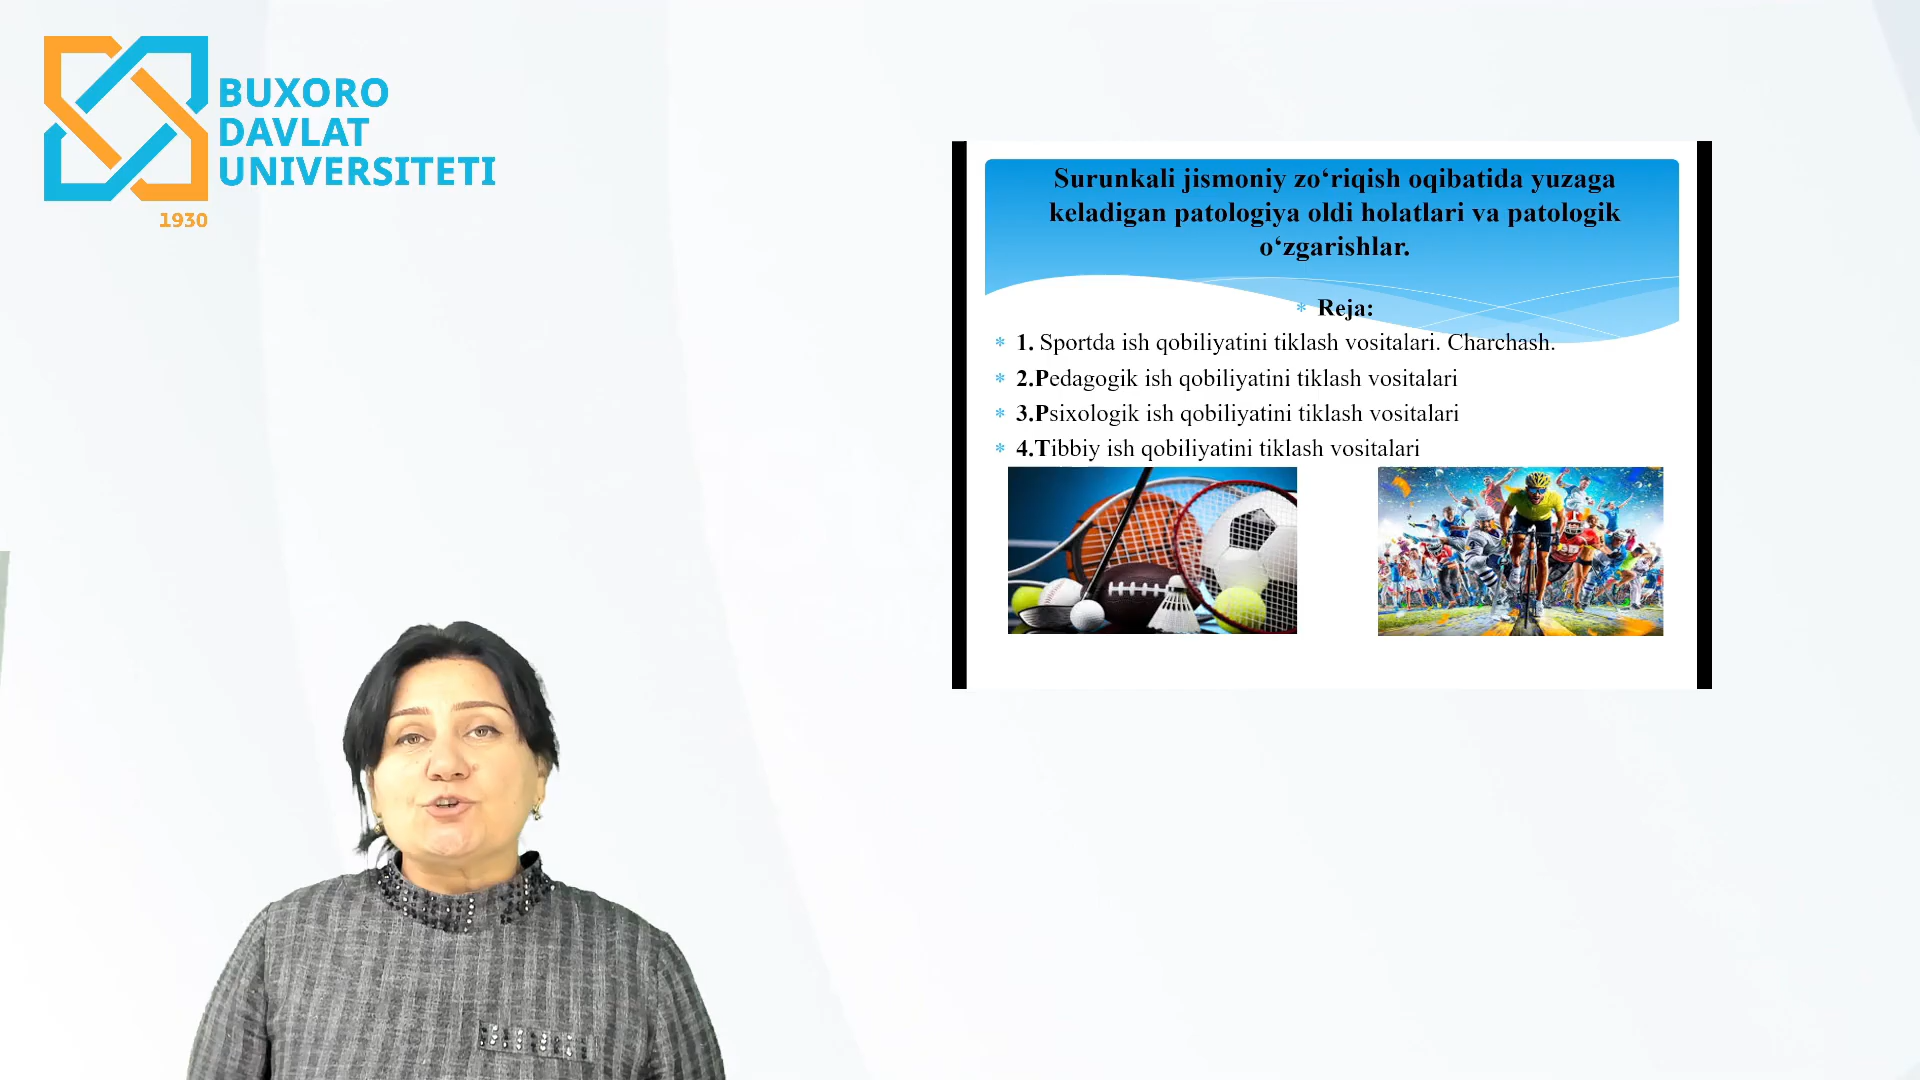 BUXORO
DAVLAT
UNIVERSITETI
1930
Surunkali jismoniy zo‘riqish oqibatida yuzaga
keladigan patologiya oldi holatlari va patologik
o‘zgarishlar.
* Reja:
* 1. Sportda ish qobiliyatini tiklash vositalari. Charchash.
* 2.Pedagogik ish qobiliyatini tiklash vositalari
* 3.Psixologik ish qobiliyatini tiklash vositalari
* 4.Tibbiy ish qobiliyatini tiklash vositalari